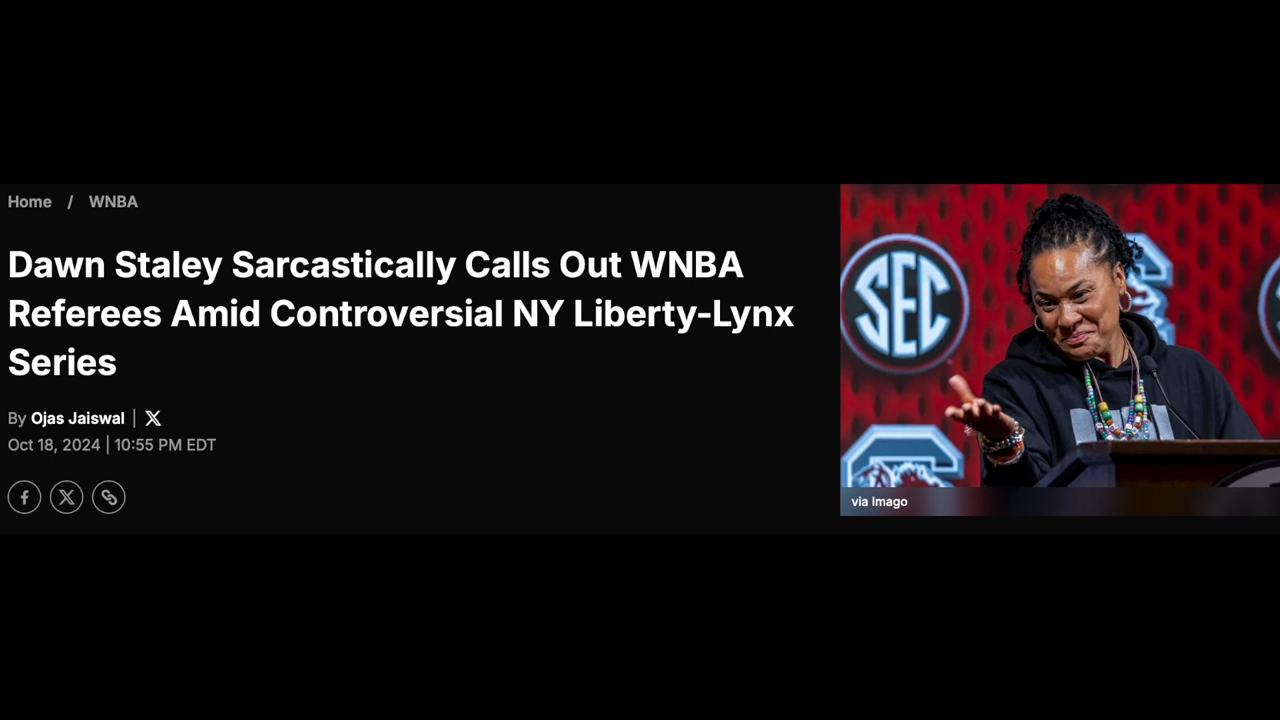 Home / WNBA
Dawn Staley Sarcastically Calls Out WNBA
Referees Amid Controversial NY Liberty-Lynx
Series
By Ojas Jaiswal | X
Oct 18, 2024 | 10:55 PM EDT
SEC
via Imago